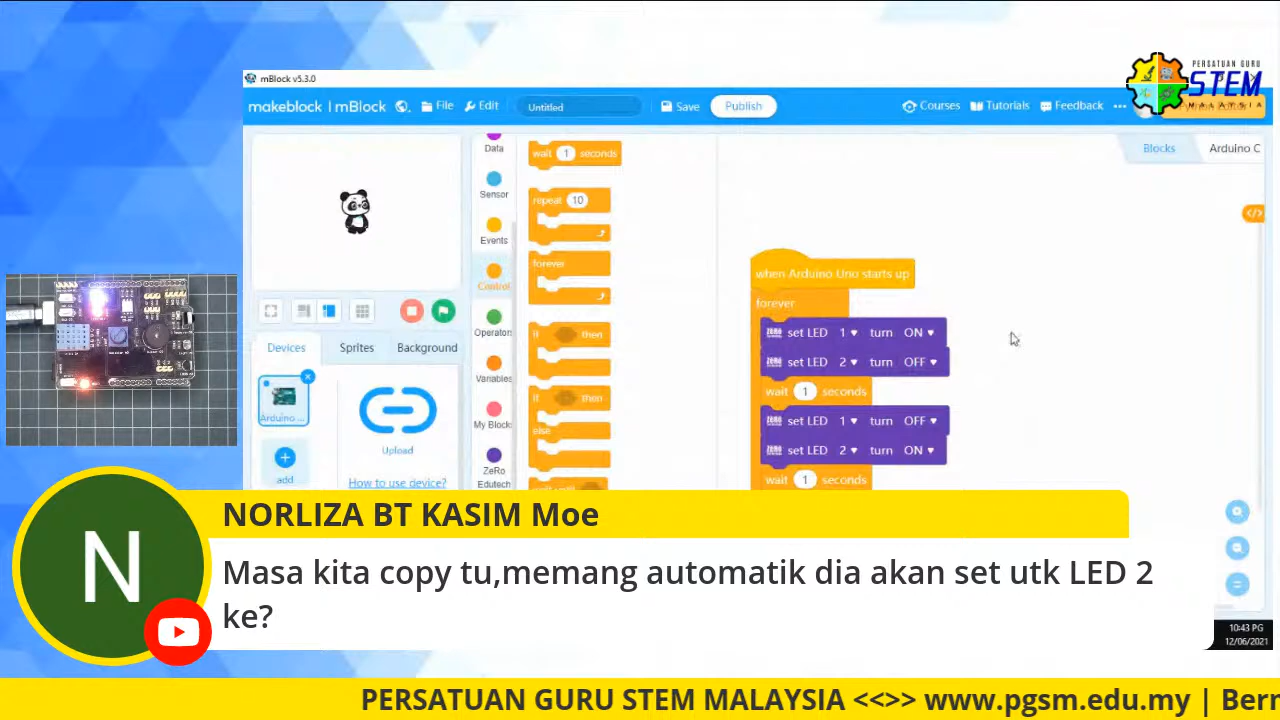 PERSATUAN GURU
STEM
MALAYSIA
mBlock v5.3.0
makeblock | mBlock
File
Edit
Untitled
Save
Publish
Courses
Tutorials
Feedback
Python Editor
Blocks
Arduino C
Data
Sensor
Events
Control
Operators
Variables
My Blocks
ZeRo
Edutech
wait 1 seconds
repeat 10
forever
if then
if then
else
when Arduino Uno starts up
forever
set LED 1 turn ON
set LED 2 turn OFF
wait 1 seconds
set LED 1 turn OFF
set LED 2 turn ON
wait 1 seconds
Devices
Sprites
Background
Arduino ...
add
Upload
How to use device?
N
NORLIZA BT KASIM Moe
Masa kita copy tu,memang automatik dia akan set utk LED 2
ke?
10:43 PG
12/06/2021
PERSATUAN GURU STEM MALAYSIA <<>> www.pgsm.edu.my | Bern